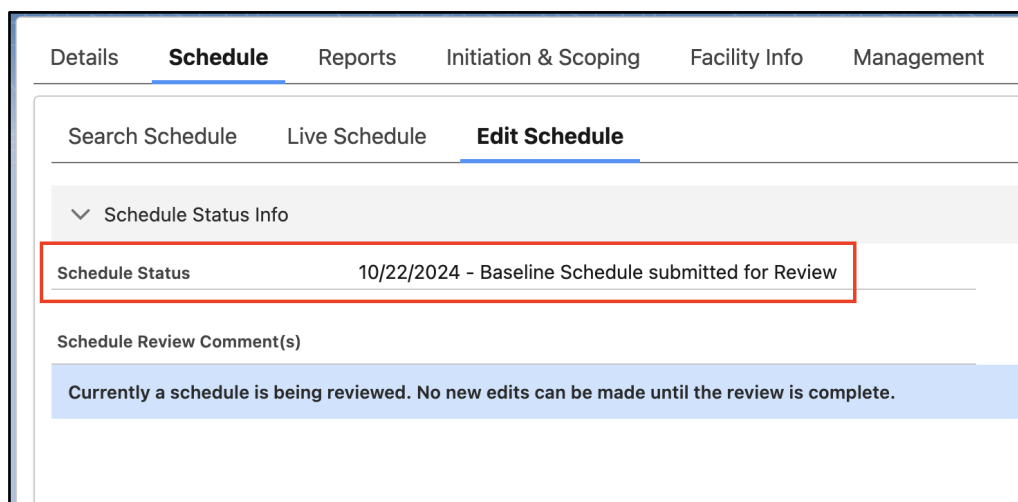 Details Schedule Reports Initiation & Scoping Facility Info Management
Search Schedule Live Schedule Edit Schedule
Schedule Status Info
Schedule Status 10/22/2024 - Baseline Schedule submitted for Review
Schedule Review Comment(s)
Currently a schedule is being reviewed. No new edits can be made until the review is complete.